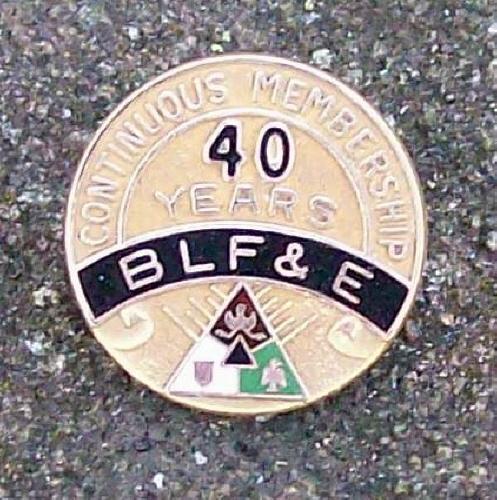 CONTINUOUS MEMBERSHIP
40
YEARS
BLF & E